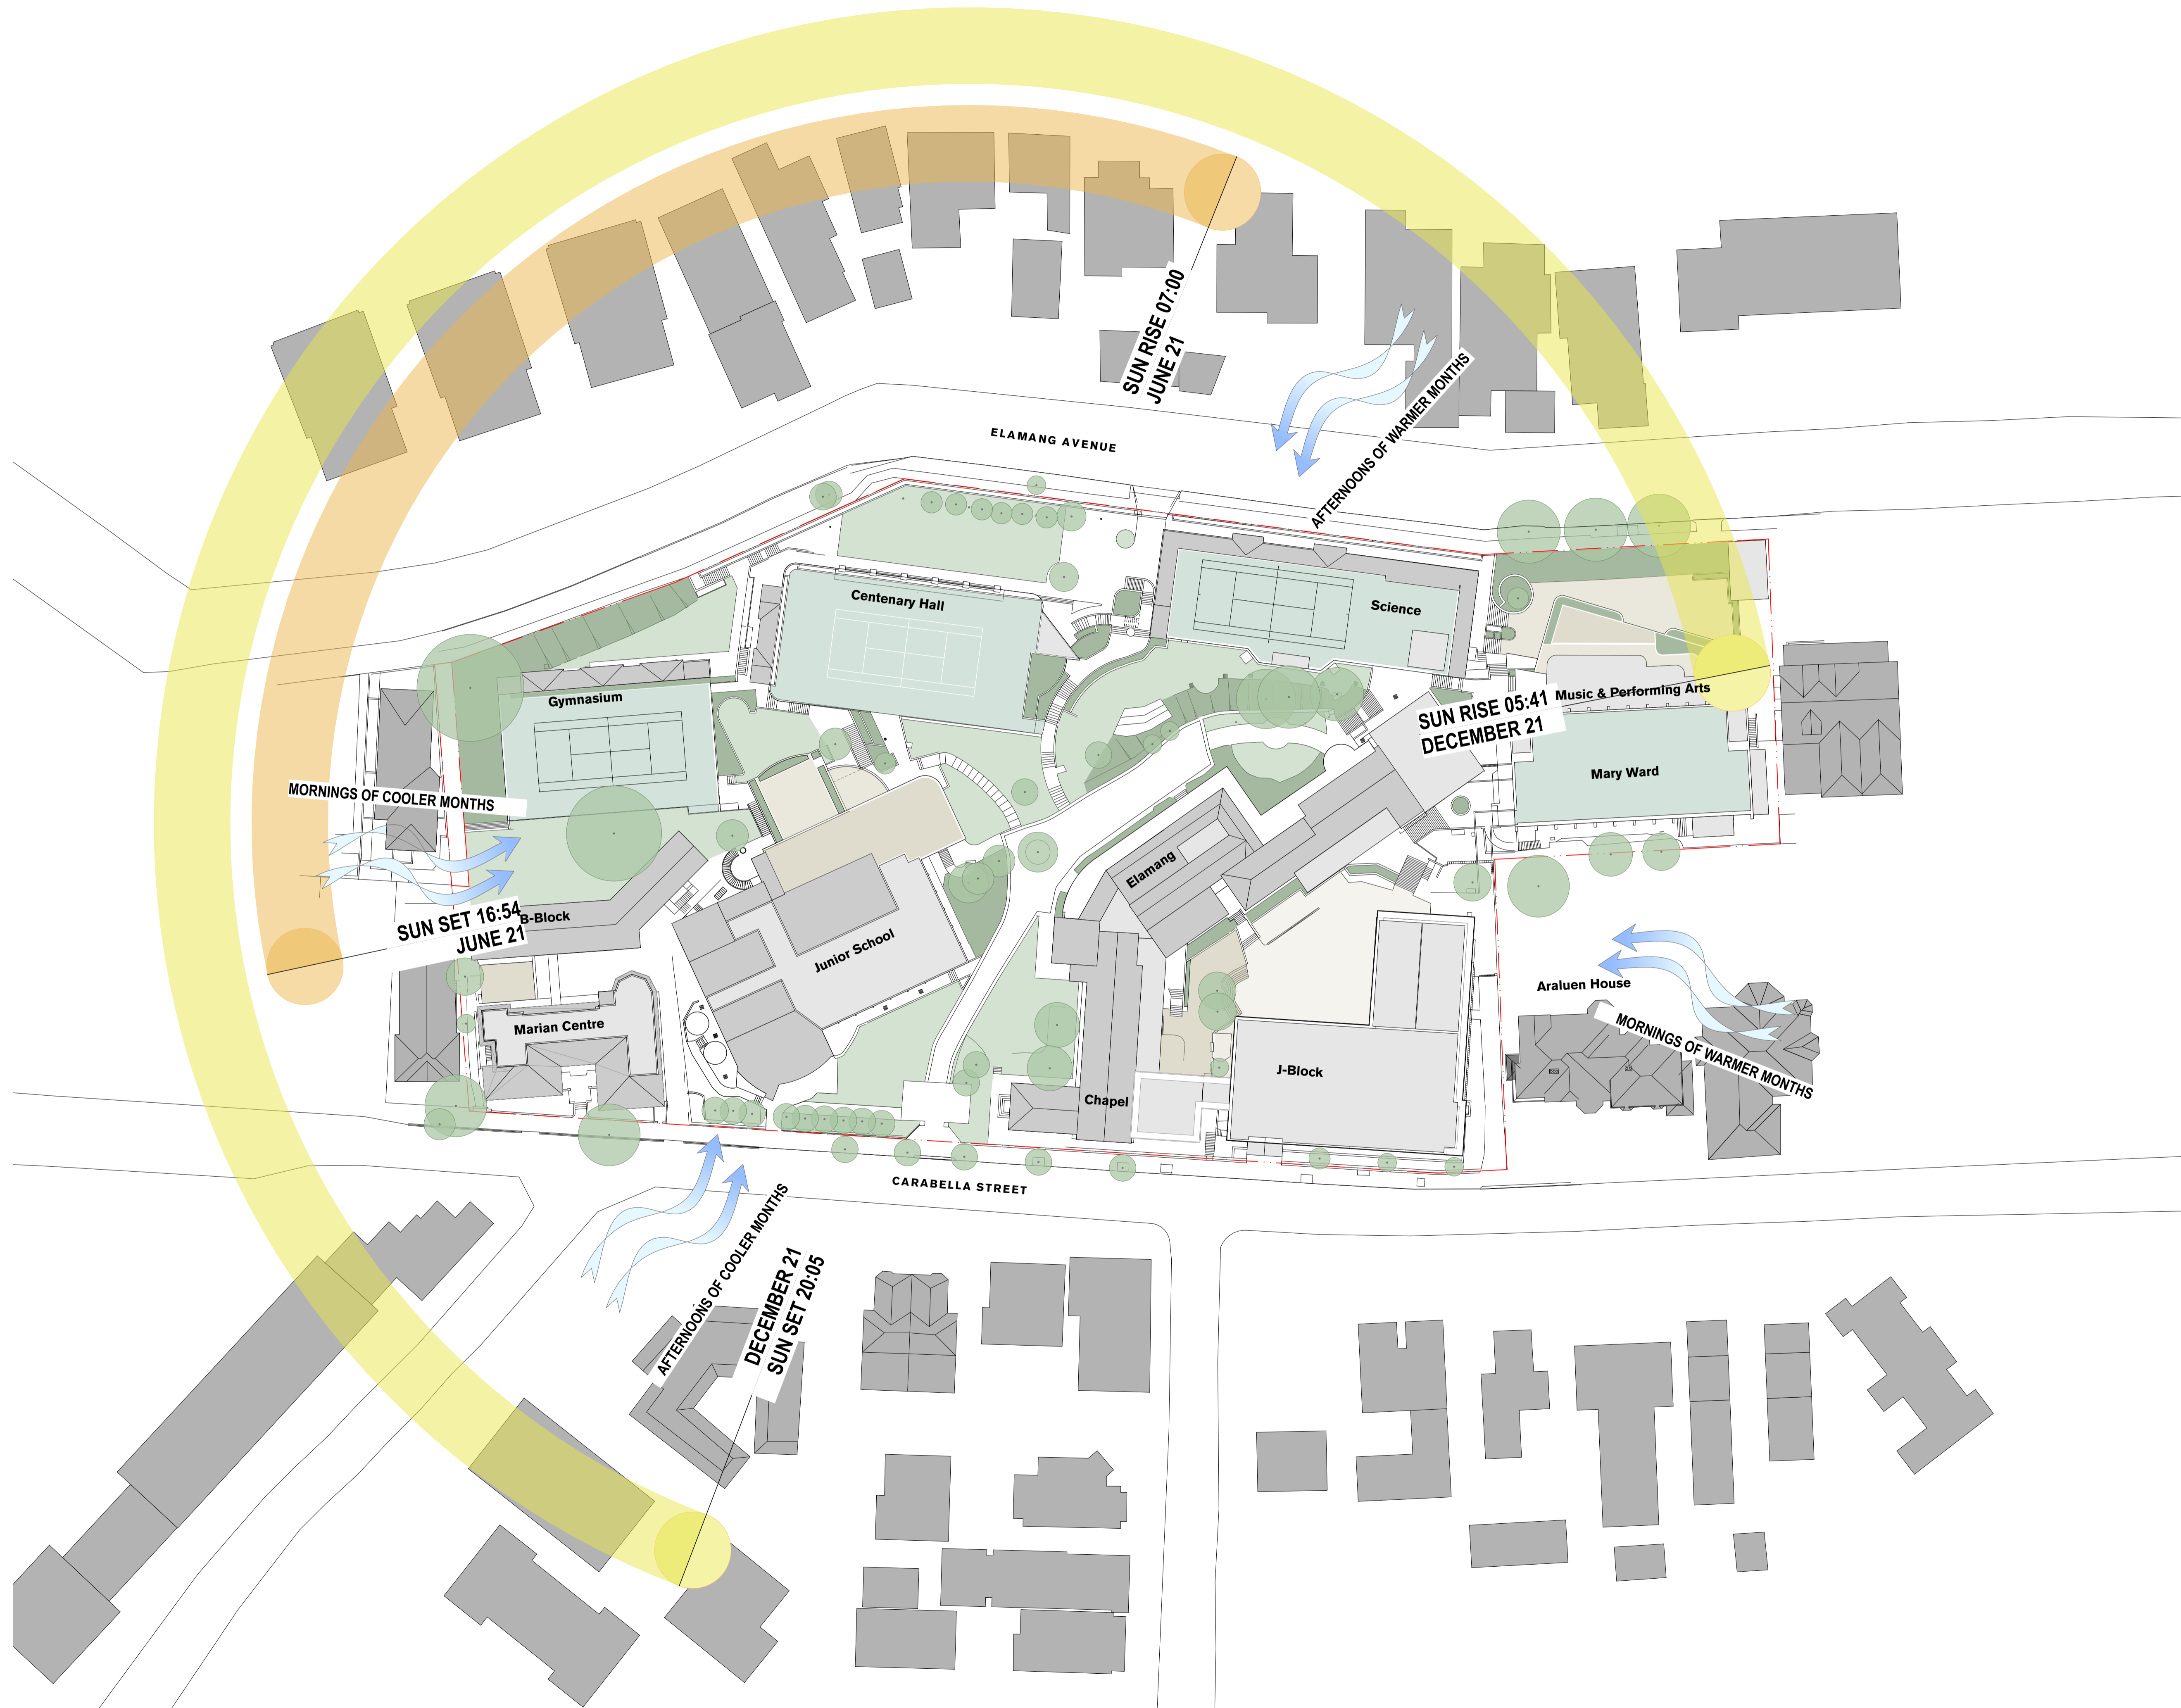 SUN RISE 07:00
JUNE 21
AFTERNOONS OF WARMER MONTHS
ELAMANG AVENUE
Centenary Hall
Science
Gymnasium
Music & Performing Arts
SUN RISE 05:41
DECEMBER 21
Mary Ward
MORNINGS OF COOLER MONTHS
Elamang
SUN SET 16:54
JUNE 21
B-Block
Junior School
Araluen House
Marian Centre
MORNINGS OF WARMER MONTHS
J-Block
Chapel
CARABELLA STREET
AFTERNOONS OF COOLER MONTHS
DECEMBER 21
SUN SET 20:05